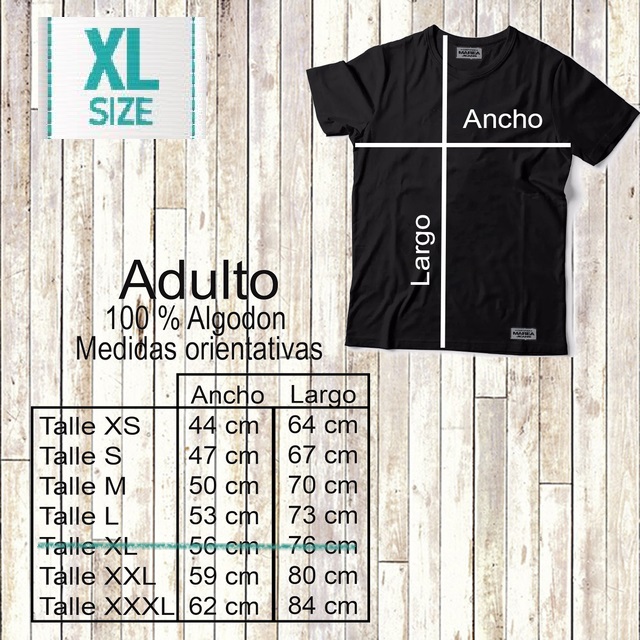 XL
SIZE
Ancho
Largo
Adulto
100 % Algodon
Medidas orientativas
Ancho Largo
Talle XS 44 cm 64 cm
Talle S 47 cm 67 cm
Talle M 50 cm 70 cm
Talle L 53 cm 73 cm
Talle XL 56 cm 76 cm
Talle XXL 59 cm 80 cm
Talle XXXL 62 cm 84 cm